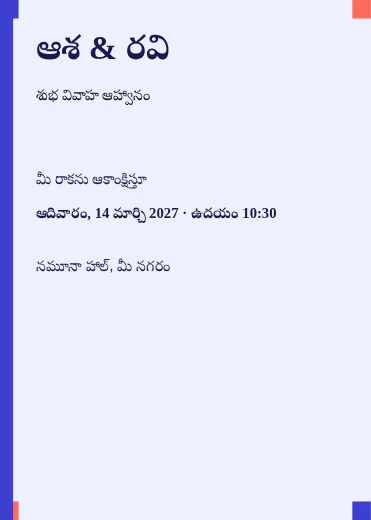 ఆశ & రవి
శుభ వివాహ ఆహ్వానం
మీ రాకను ఆకాంక్షిస్తూ
ఆదివారం, 14 మార్చి 2027 · ఉదయం 10:30
నమూనా హాల్, మీ నగరం